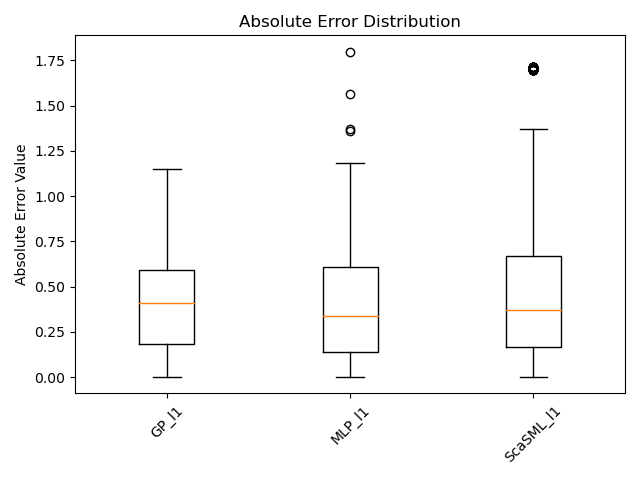 Absolute Error Distribution
Absolute Error Value
1.75
1.50
1.25
1.00
0.75
0.50
0.25
0.00
GP_l1
MLP_l1
ScaSML_l1